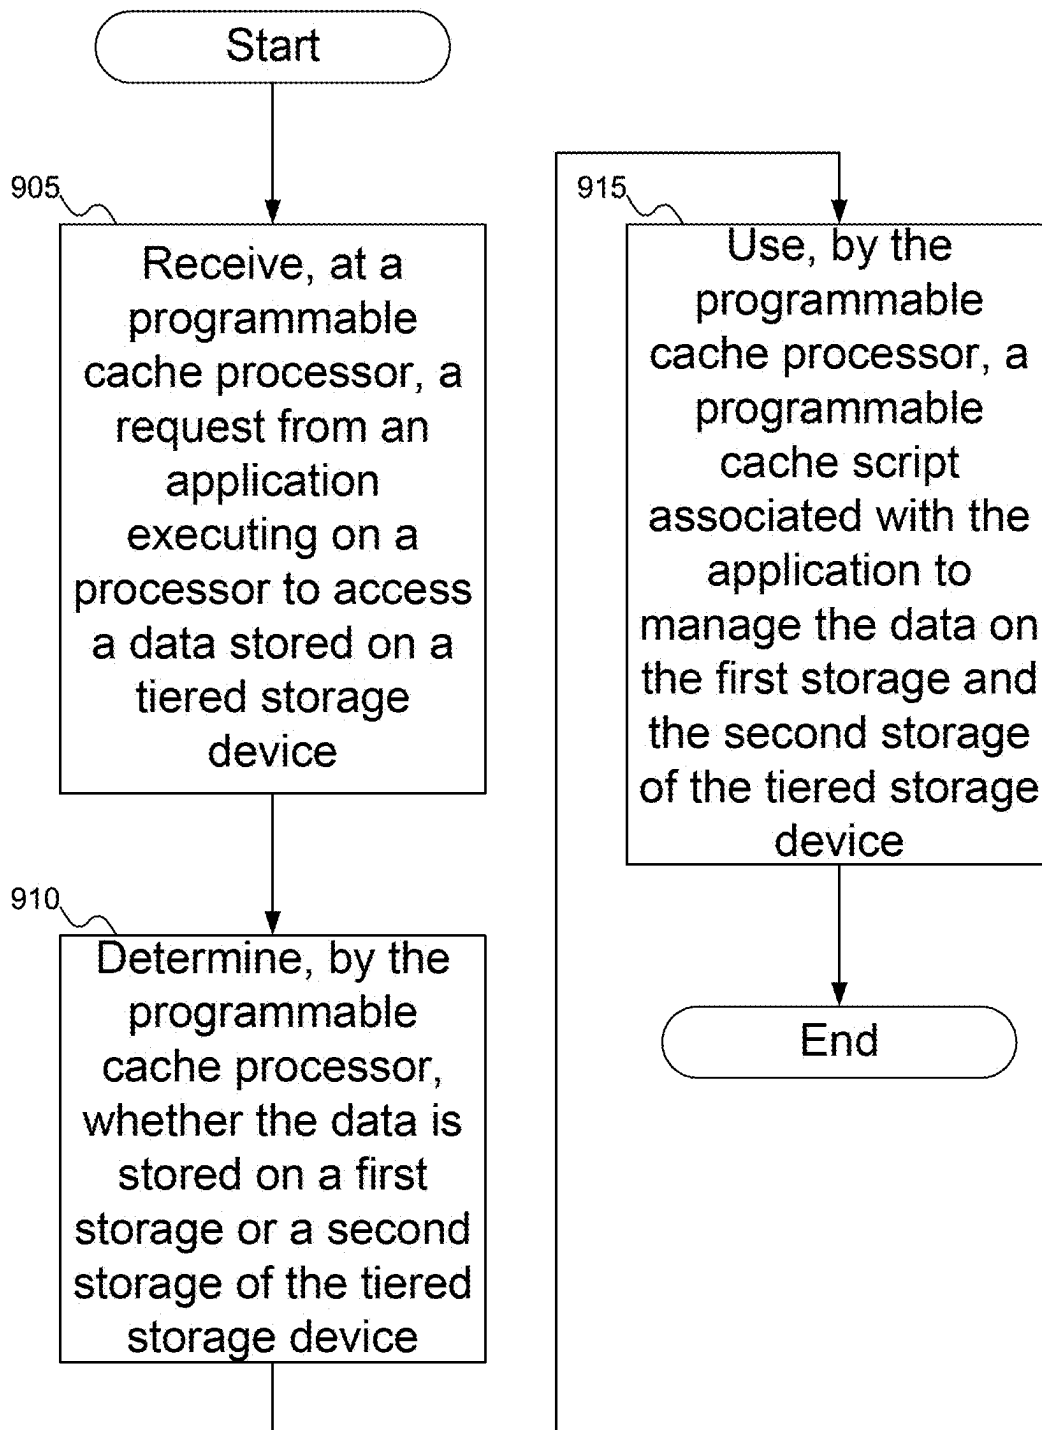 Start
905
Receive, at a
programmable
cache processor, a
request from an
application
executing on a
processor to access
a data stored on a
tiered storage
device
910
Determine, by the
programmable
cache processor,
whether the data is
stored on a first
storage or a second
storage of the tiered
storage device
915
Use, by the
programmable
cache processor, a
programmable
cache script
associated with the
application to
manage the data on
the first storage and
the second storage
of the tiered storage
device
End